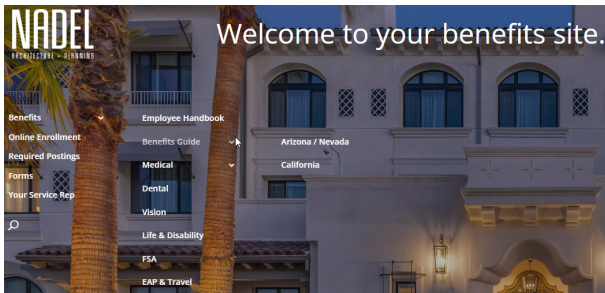 NADEL
ARCHITECTURE + PLANNING
Welcome to your benefits site.
Benefits
Online Enrollment
Required Postings
Forms
Your Service Rep
Employee Handbook
Benefits Guide
Medical
Dental
Vision
Life & Disability
FSA
EAP & Travel
Arizona / Nevada
California